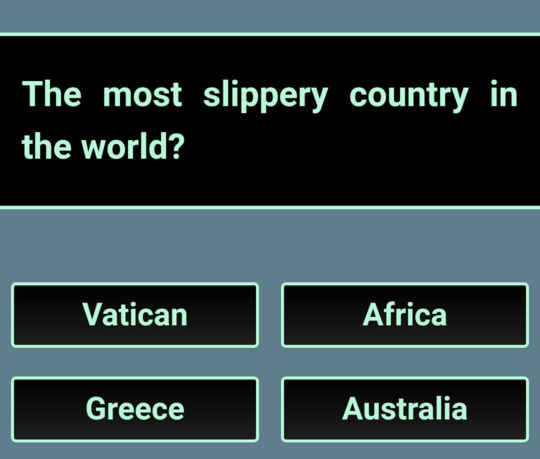 The most slippery country in
the world?
Vatican
Africa
Greece
Australia